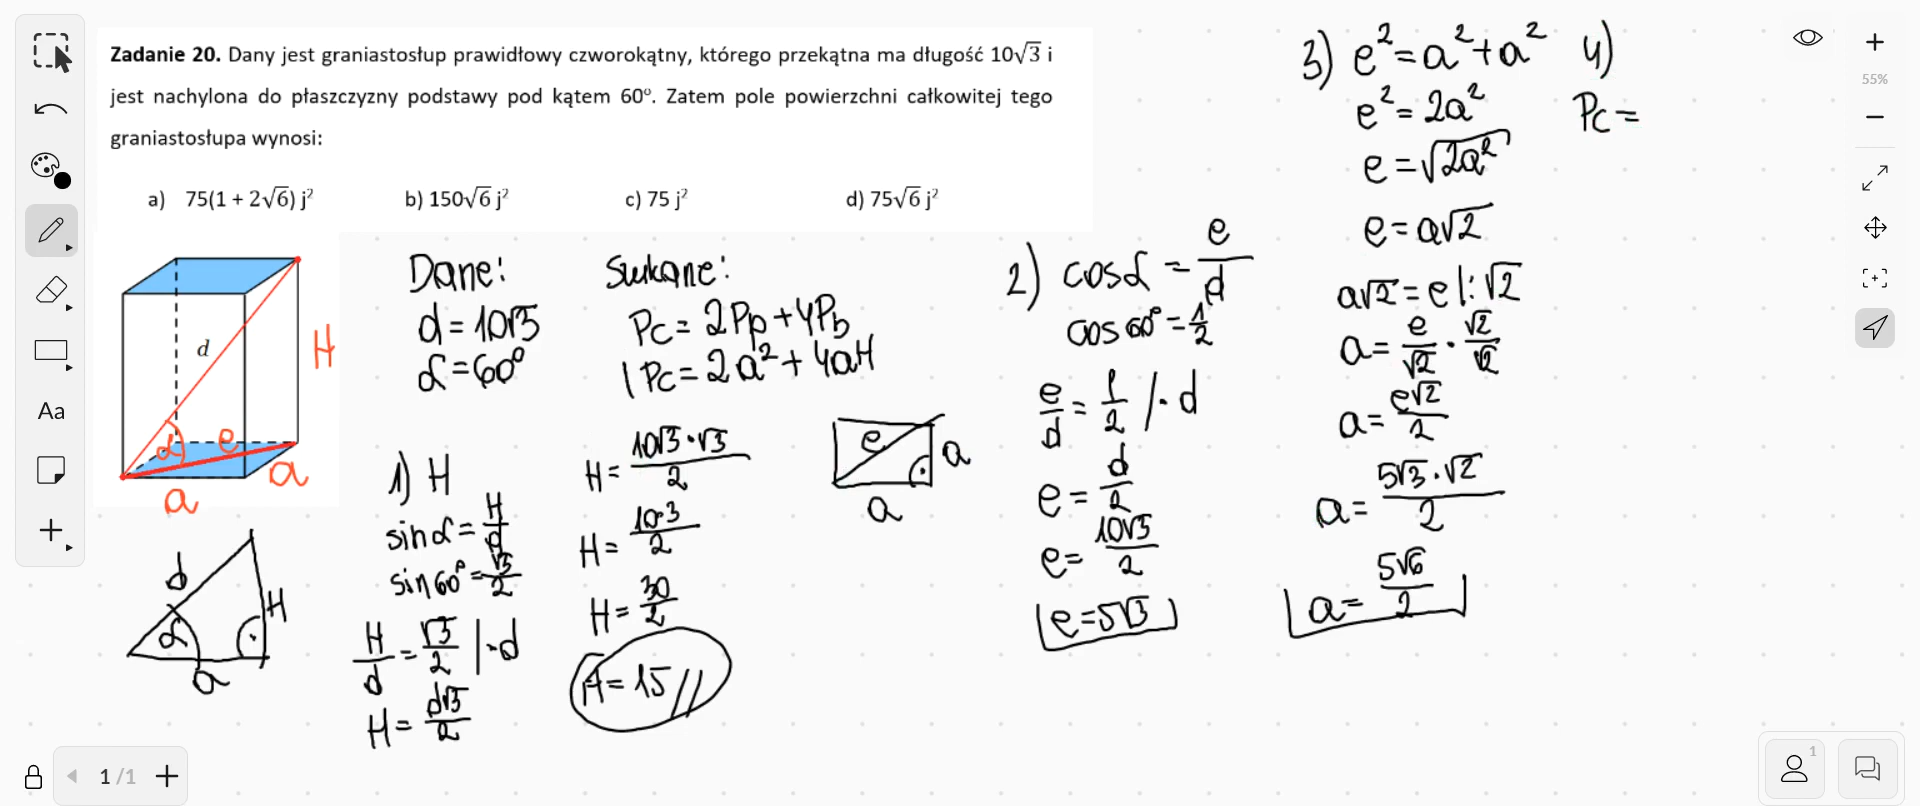 Zadanie 20. Dany jest graniastosłup prawidłowy czworokątny, którego przekątna ma długość 10√3 i
jest nachylona do płaszczyzny podstawy pod kątem 60°. Zatem pole powierzchni całkowitej tego
graniastosłupa wynosi:
a) 75(1 + 2√6) j²
b) 150√6 j²
c) 75 j²
d) 75√6 j²
d
H
α
e
a
a
d
H
α
a
Dane:
d = 10√3
α = 60°
Szukane:
Pc = 2Pp + 4Pb
Pc = 2a² + 4aH
1) H
sin α = H/d
sin 60° = √3/2
H/d = √3/2 | · d
H = d√3/2
H = 10√3 · √3/2
H = 10·3/2
H = 30/2
H = 15 //
e
a
a
2) cos α = e/d
cos 60° = 1/2
e/d = 1/2 / · d
e = d/2
e = 10√3/2
e = 5√3
3) e² = a² + a²
e² = 2a²
e = √2a²
e = a√2
a√2 = e |: √2
a = e/√2 · √2/√2
a = e√2/2
a = 5√3 · √2/2
a = 5√6/2
4)
Pc =
55%
Aa
1 /1
1